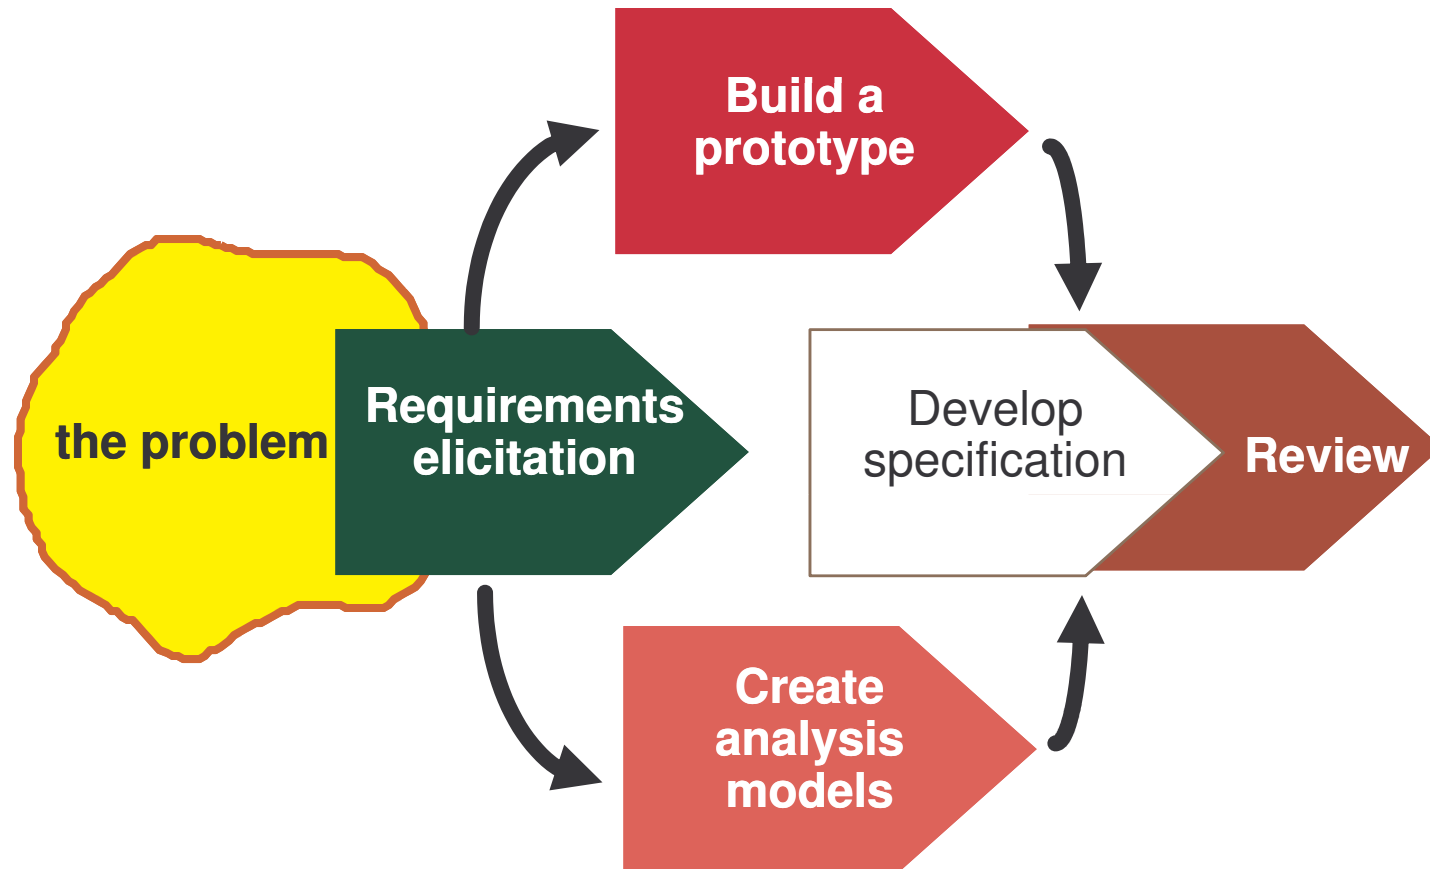 Build a
prototype
the problem
Requirements
elicitation
Develop
specification
Review
Create
analysis
models